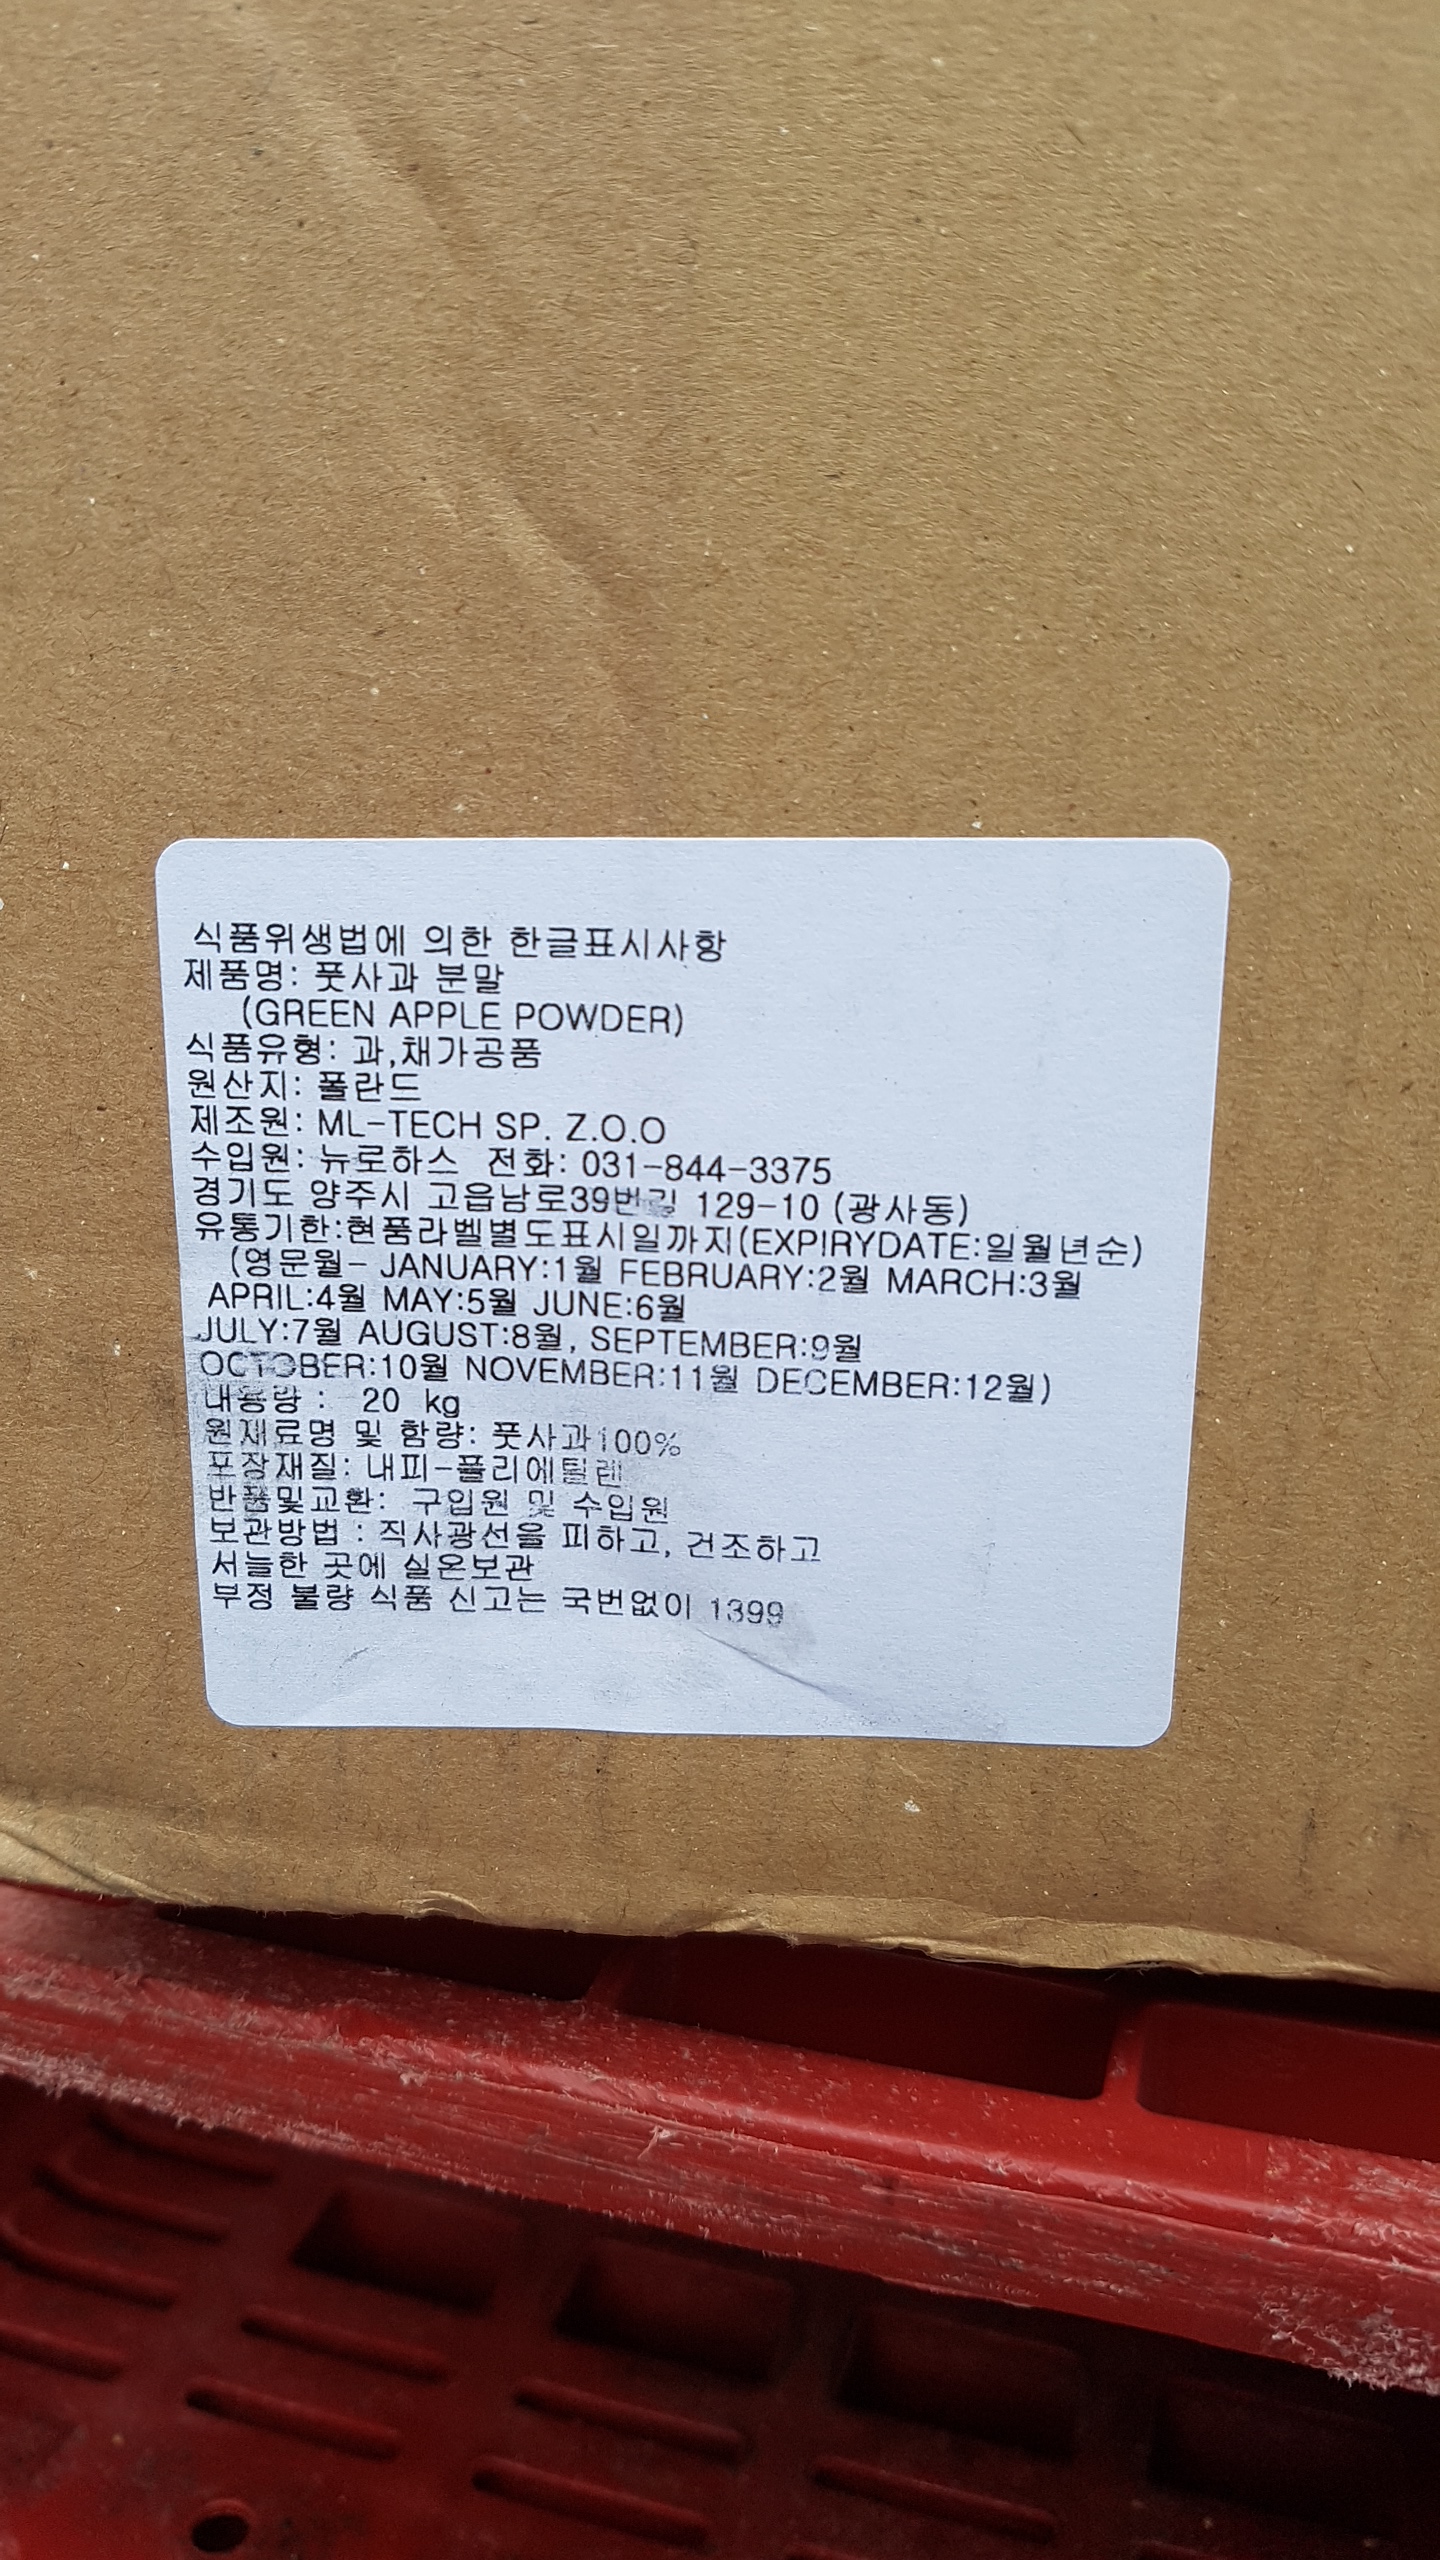 식품위생법에 의한 한글표시사항
제품명: 풋사과 분말
(GREEN APPLE POWDER)
식품유형: 과,채가공품
원산지: 폴란드
제조원: ML-TECH SP. Z.O.O
수입원: 뉴로하스 전화: 031-844-3375
경기도 양주시 고읍남로39번길 129-10 (광사동)
유통기한:현품라벨별도표시일까지(EXPIRYDATE:일월년순)
(영문월- JANUARY:1월 FEBRUARY:2월 MARCH:3월
APRIL:4월 MAY:5월 JUNE:6월
JULY:7월 AUGUST:8월, SEPTEMBER:9월
OCTOBER:10월 NOVEMBER:11월 DECEMBER:12월)
내용량 : 20 kg
원재료명 및 함량: 풋사과100%
포장재질: 내피-폴리에틸렌
반품및교환: 구입원 및 수입원
보관방법 : 직사광선을 피하고, 건조하고
서늘한 곳에 실온보관
부정 불량 식품 신고는 국번없이 1399